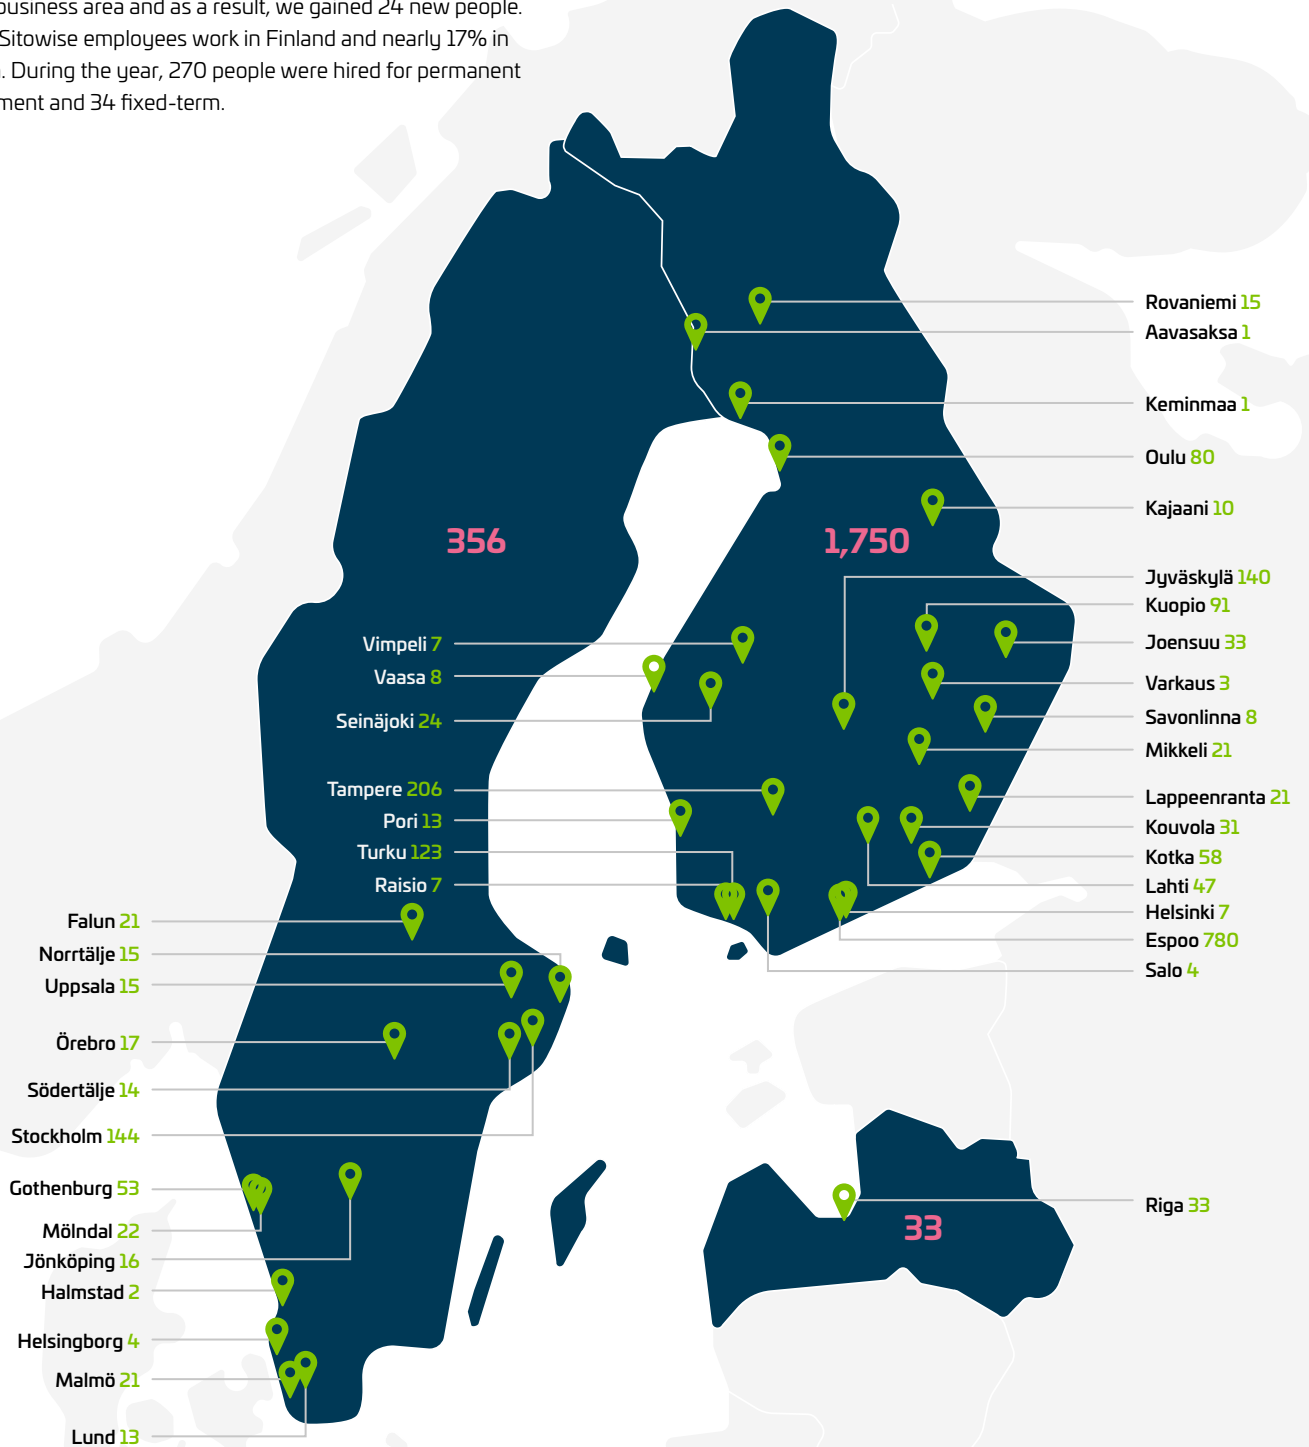 business area and as a result, we gained 24 new people.
Sitowise employees work in Finland and nearly 17% in
. During the year, 270 people were hired for permanent
ment and 34 fixed-term.
Rovaniemi 15
Aavasaksa 1
Keminmaa 1
Oulu 80
Kajaani 10
356
1,750
Jyväskylä 140
Kuopio 91
Joensuu 33
Varkaus 3
Savonlinna 8
Mikkeli 21
Lappeenranta 21
Kouvola 31
Kotka 58
Lahti 47
Helsinki 7
Espoo 780
Salo 4
Vimpeli 7
Vaasa 8
Seinäjoki 24
Tampere 206
Pori 13
Turku 123
Raisio 7
Falun 21
Norrtälje 15
Uppsala 15
Örebro 17
Södertälje 14
Stockholm 144
Gothenburg 53
Mölndal 22
Jönköping 16
Halmstad 2
Helsingborg 4
Malmö 21
Lund 13
Riga 33
33